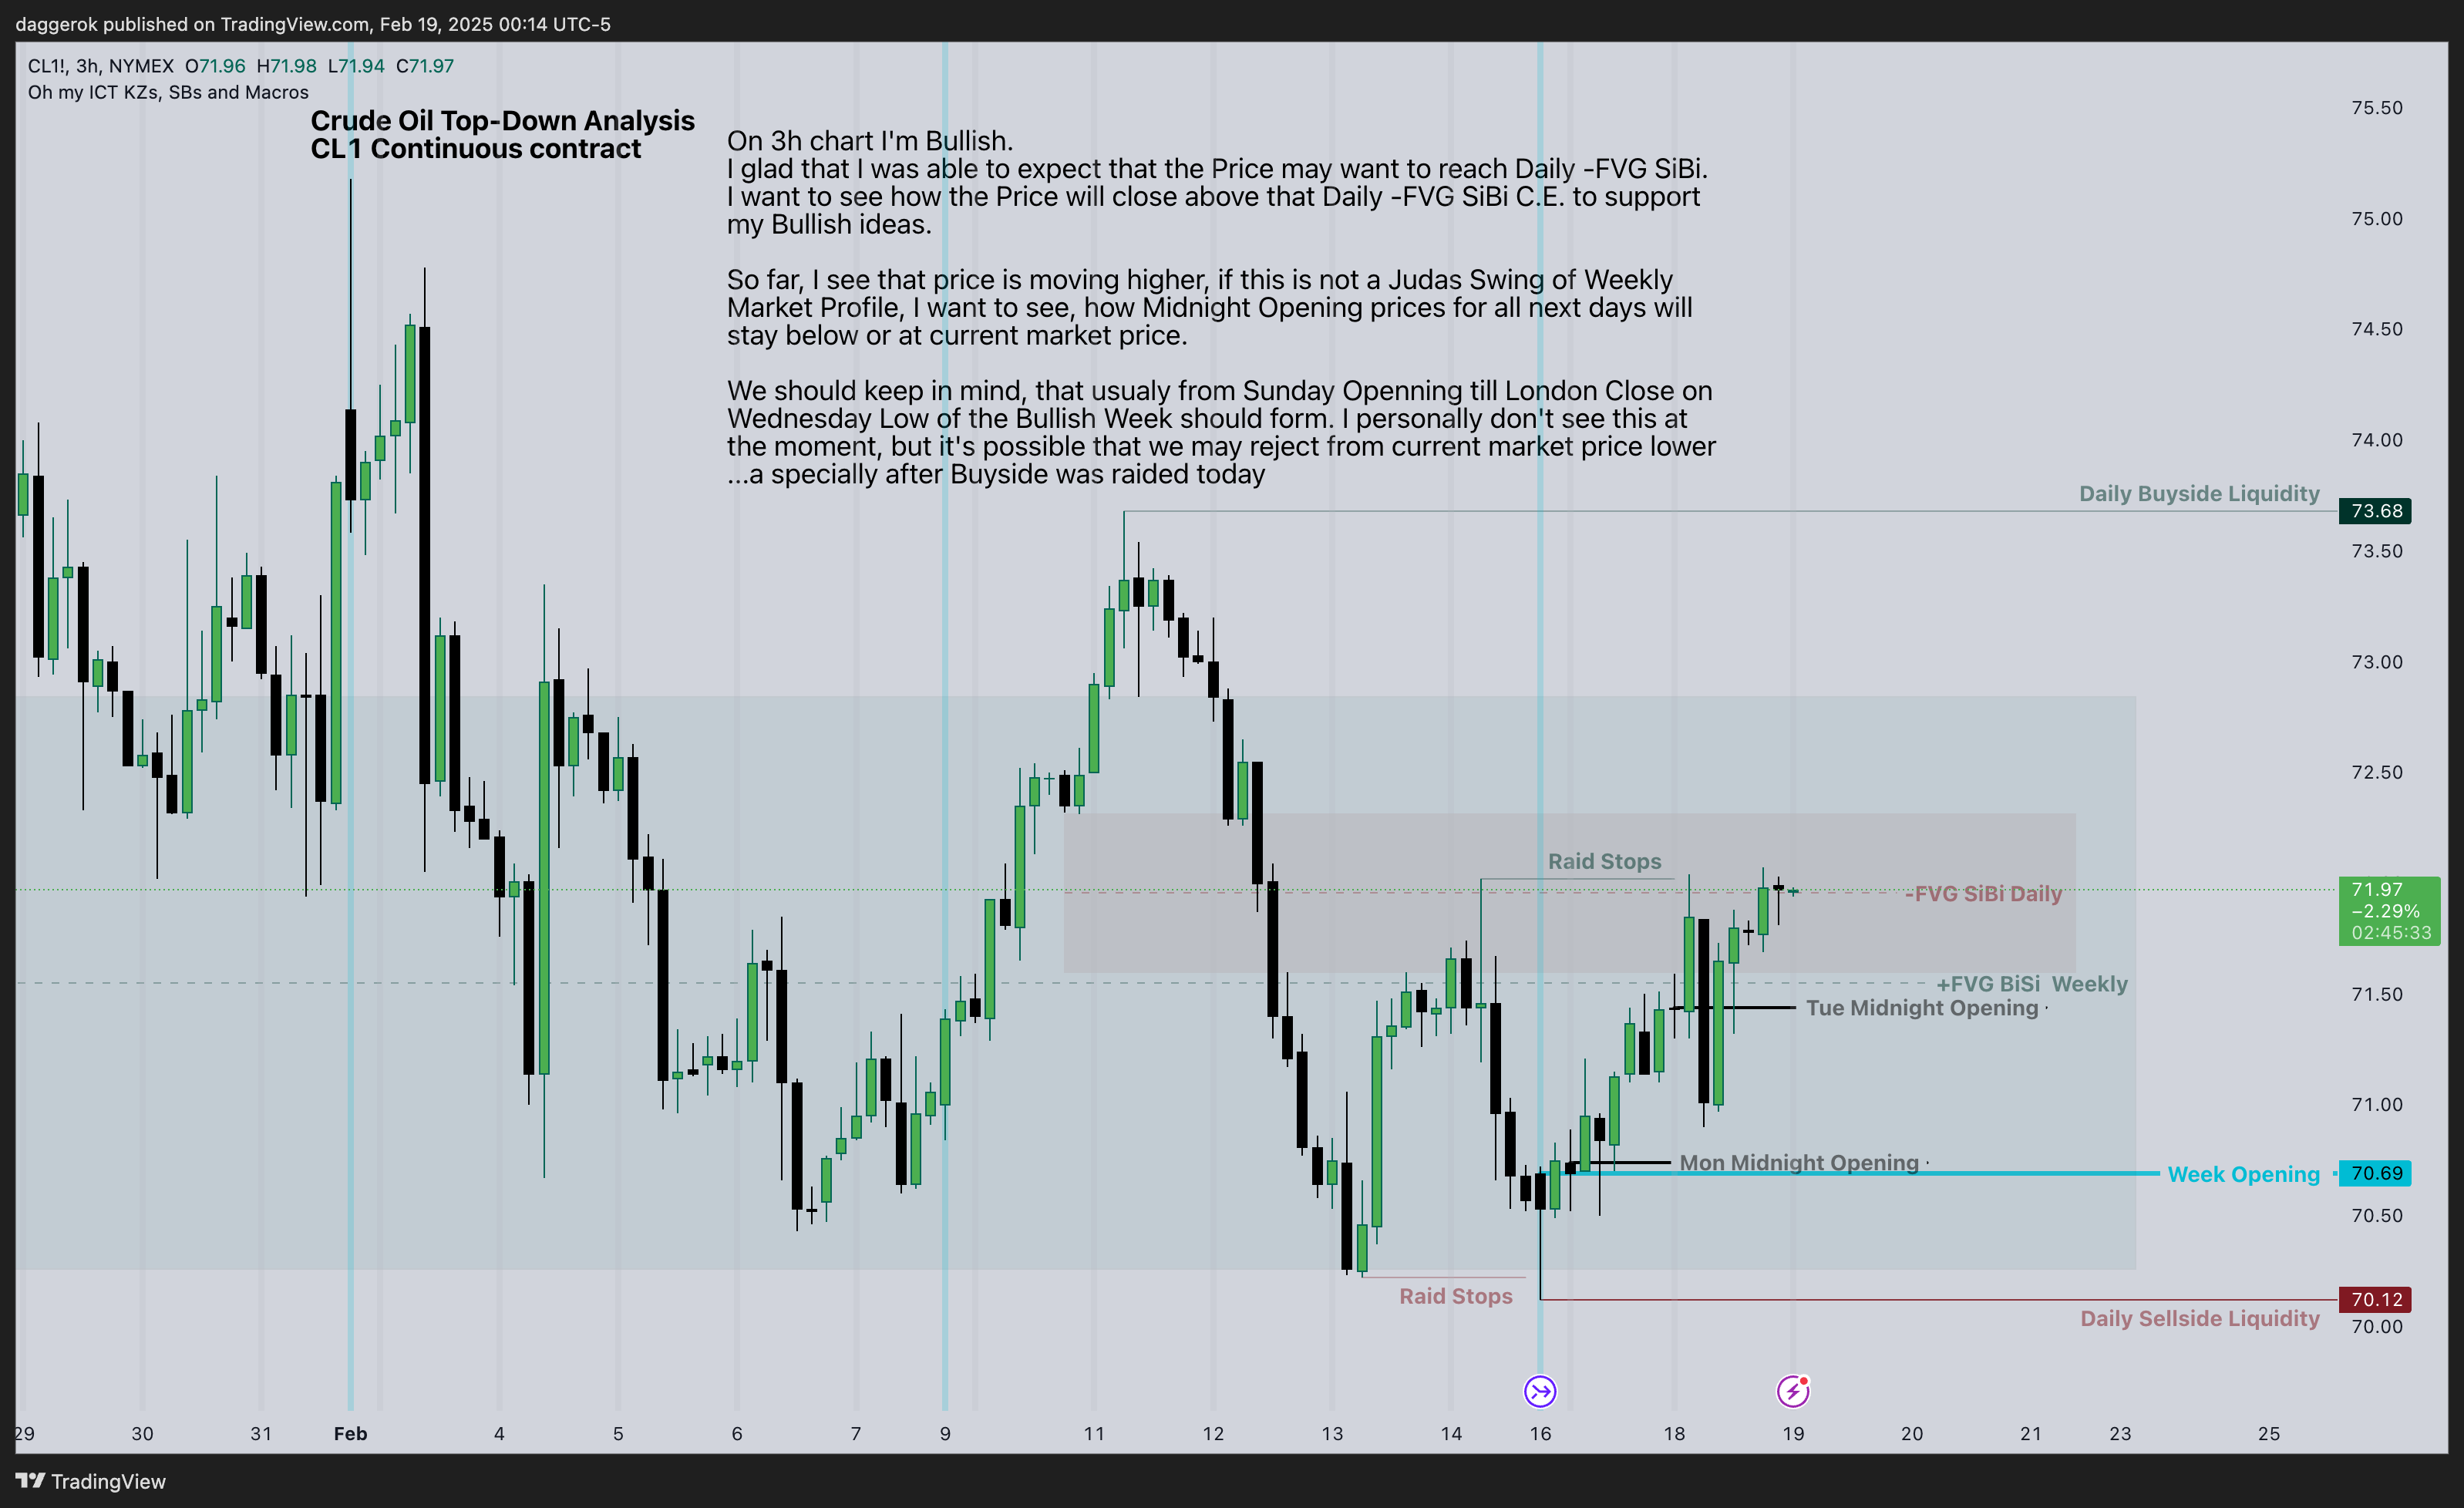 daggerok published on TradingView.com, Feb 19, 2025 00:14 UTC-5
CL1!, 3h, NYMEX O71.96 H71.98 L71.94 C71.97
Oh my ICT KZs, SBs and Macros
Crude Oil Top-Down Analysis
CL1 Continuous contract
On 3h chart I'm Bullish.
I glad that I was able to expect that the Price may want to reach Daily -FVG SiBi.
I want to see how the Price will close above that Daily -FVG SiBi C.E. to support
my Bullish ideas.
So far, I see that price is moving higher, if this is not a Judas Swing of Weekly
Market Profile, I want to see, how Midnight Opening prices for all next days will
stay below or at current market price.
We should keep in mind, that usualy from Sunday Openning till London Close on
Wednesday Low of the Bullish Week should form. I personally don't see this at
the moment, but it's possible that we may reject from current market price lower
...a specially after Buyside was raided today
75.50
75.00
74.50
74.00
Daily Buyside Liquidity
73.68
73.50
73.00
72.50
Raid Stops
-FVG SiBi Daily
71.97
−2.29%
02:45:33
+FVG BiSi Weekly
71.50
Tue Midnight Opening
71.00
Mon Midnight Opening
Week Opening
70.69
70.50
Raid Stops
70.12
Daily Sellside Liquidity
70.00
29 30 31 Feb 4 5 6 7 9 11 12 13 14 16 18 19 20 21 23 25
TradingView